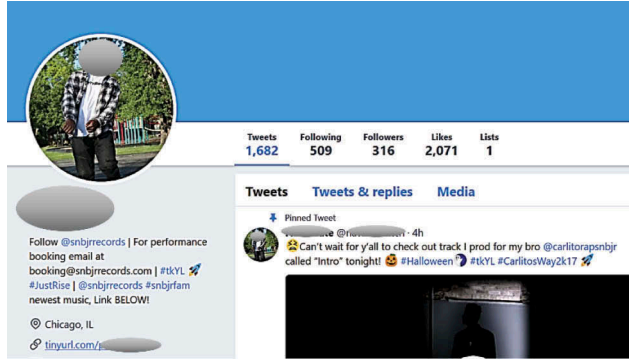 Tweets Following Followers Likes Lists
1,682 509 316 2,071 1
Tweets Tweets & replies Media
Pinned Tweet
· 4h
Can't wait for y'all to check out track I prod for my bro @carlitorapsnbjr
called "Intro" tonight! 🎃 #Halloween #tkYL #CarlitosWay2k17 🚀
Follow @snbjrrecords | For performance
booking email at
booking@snbjrrecords.com | #tkYL 🚀
#JustRise | @snbjrrecords #snbjrfam
newest music, Link BELOW!
Chicago, IL
tinyurl.com/